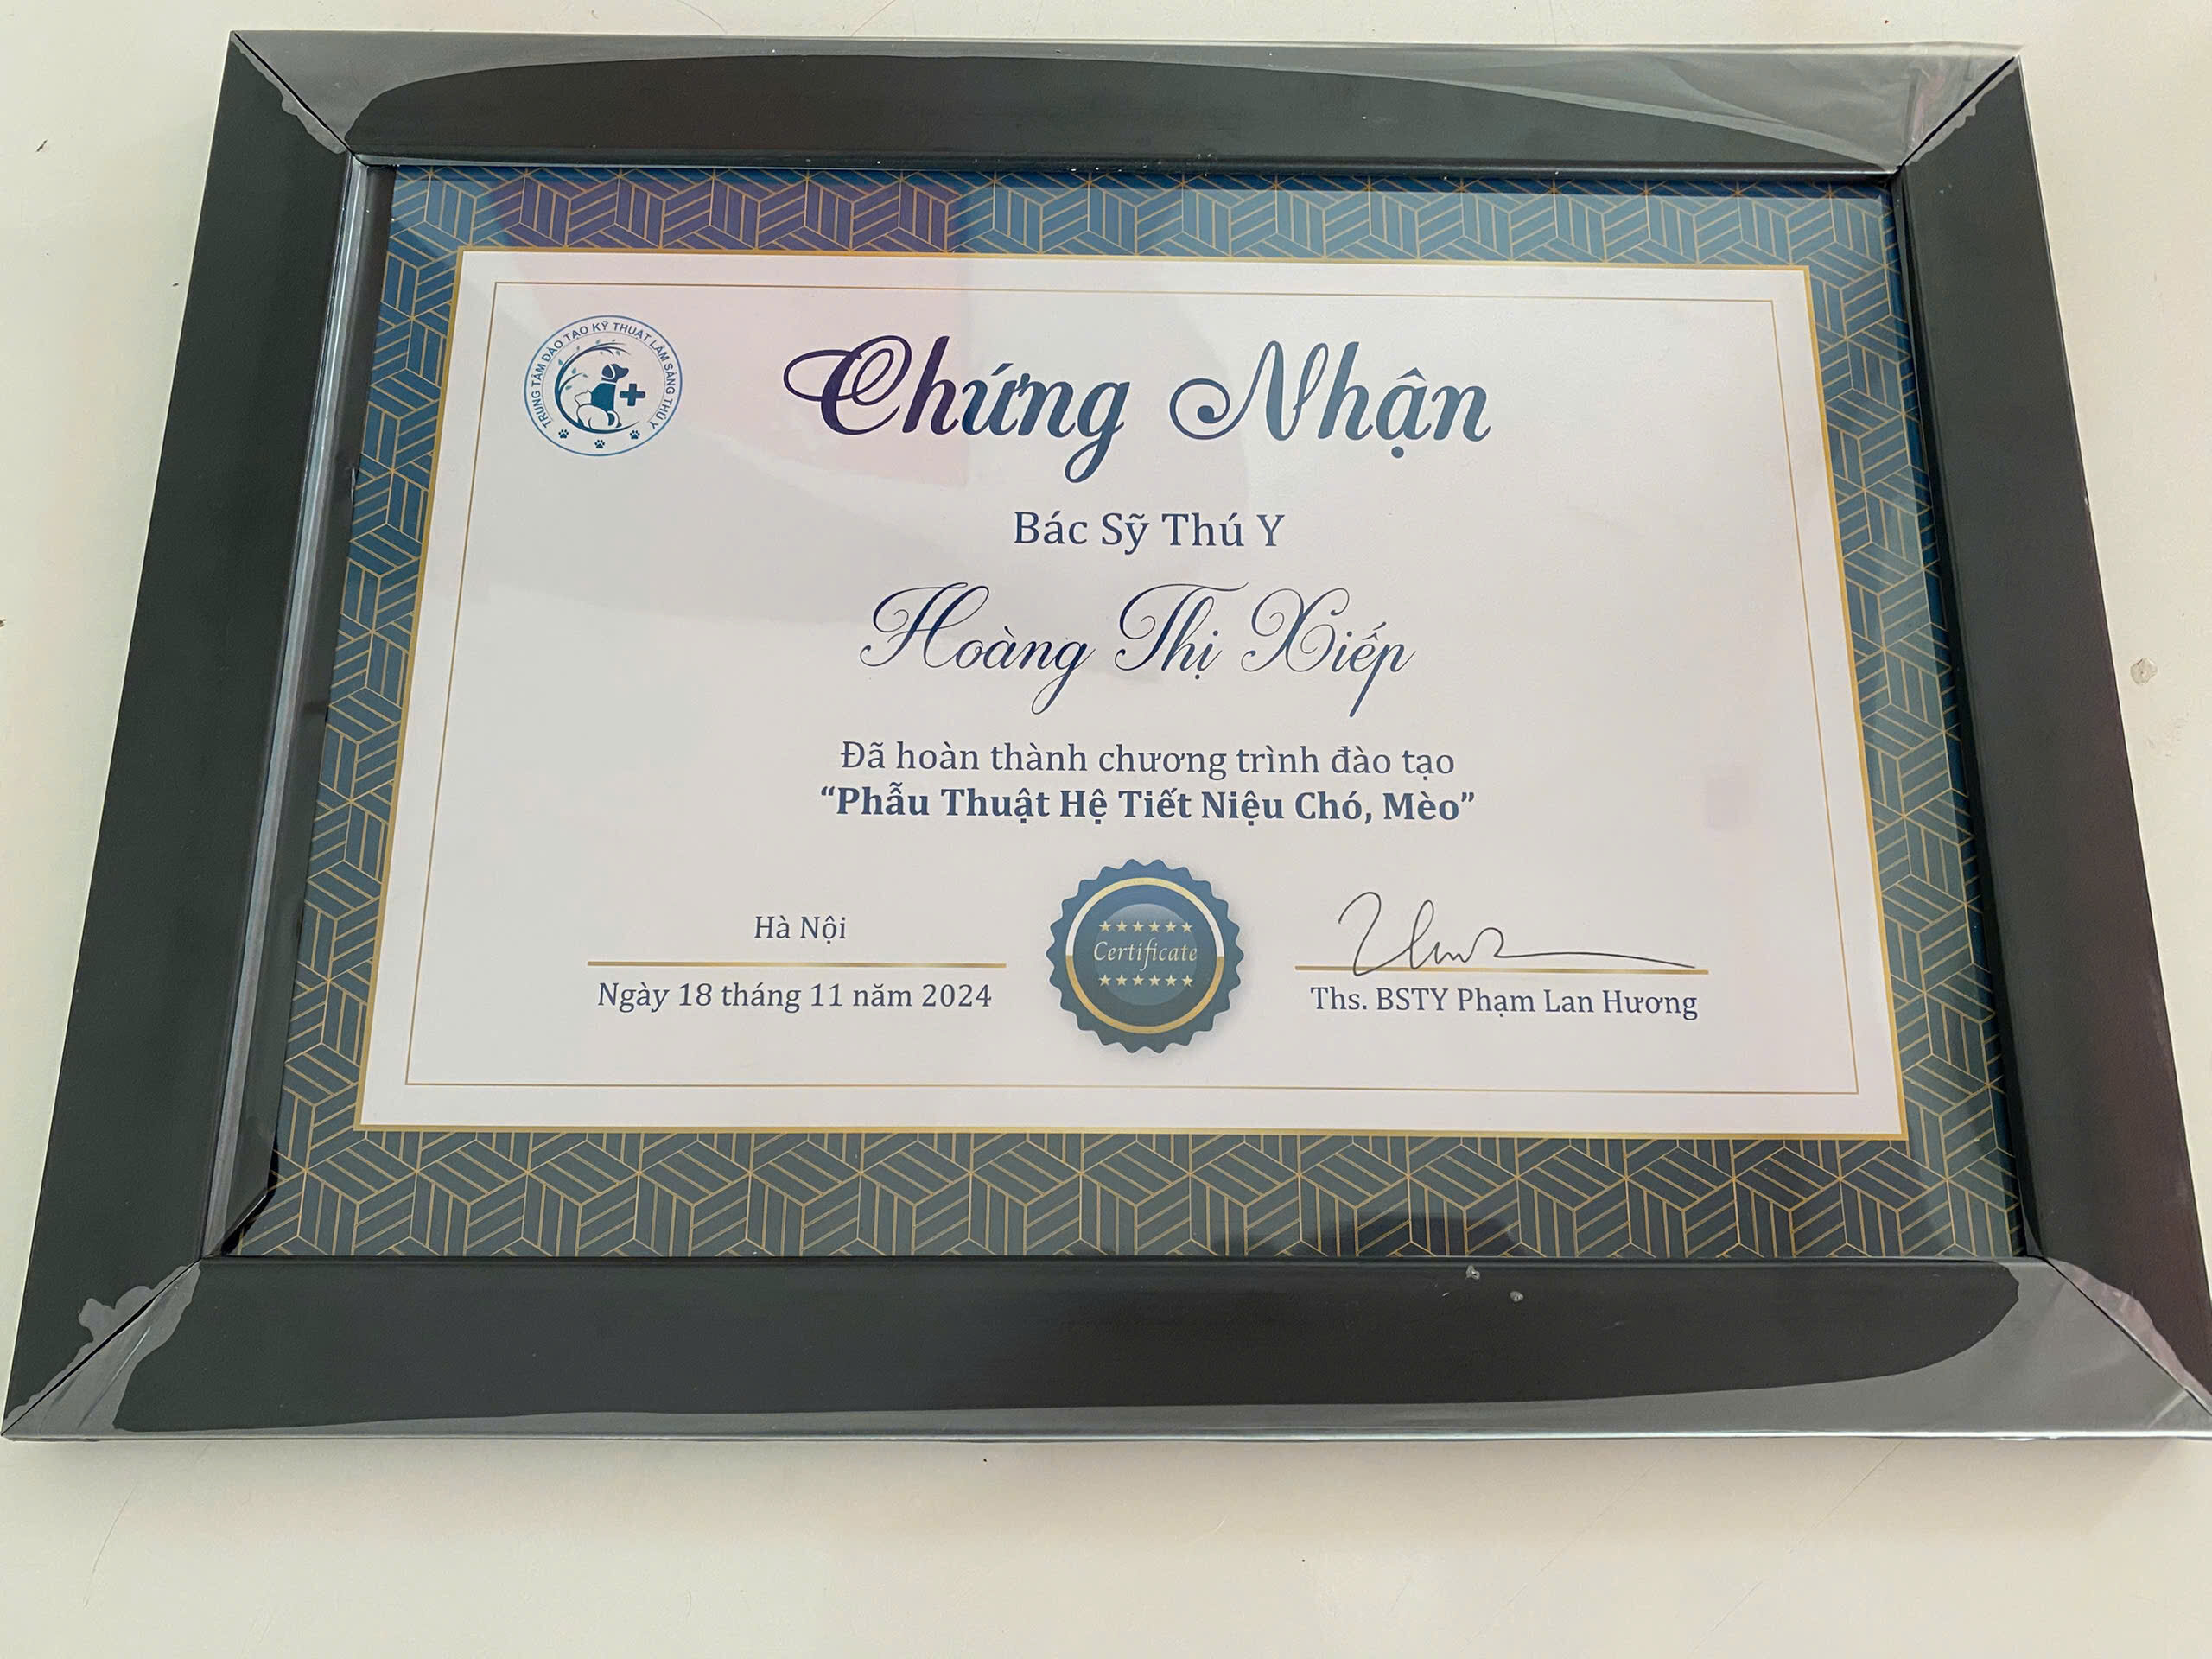 TRUNG TÂM ĐÀO TẠO KỸ THUẬT LÂM SÀNG THÚ Y
Chứng Nhận
Bác Sỹ Thú Y
Hoàng Thị Xiếp
Đã hoàn thành chương trình đào tạo
“Phẫu Thuật Hệ Tiết Niệu Chó, Mèo”
Hà Nội
Ngày 18 tháng 11 năm 2024
Certificate
Ths. BSTY Phạm Lan Hương